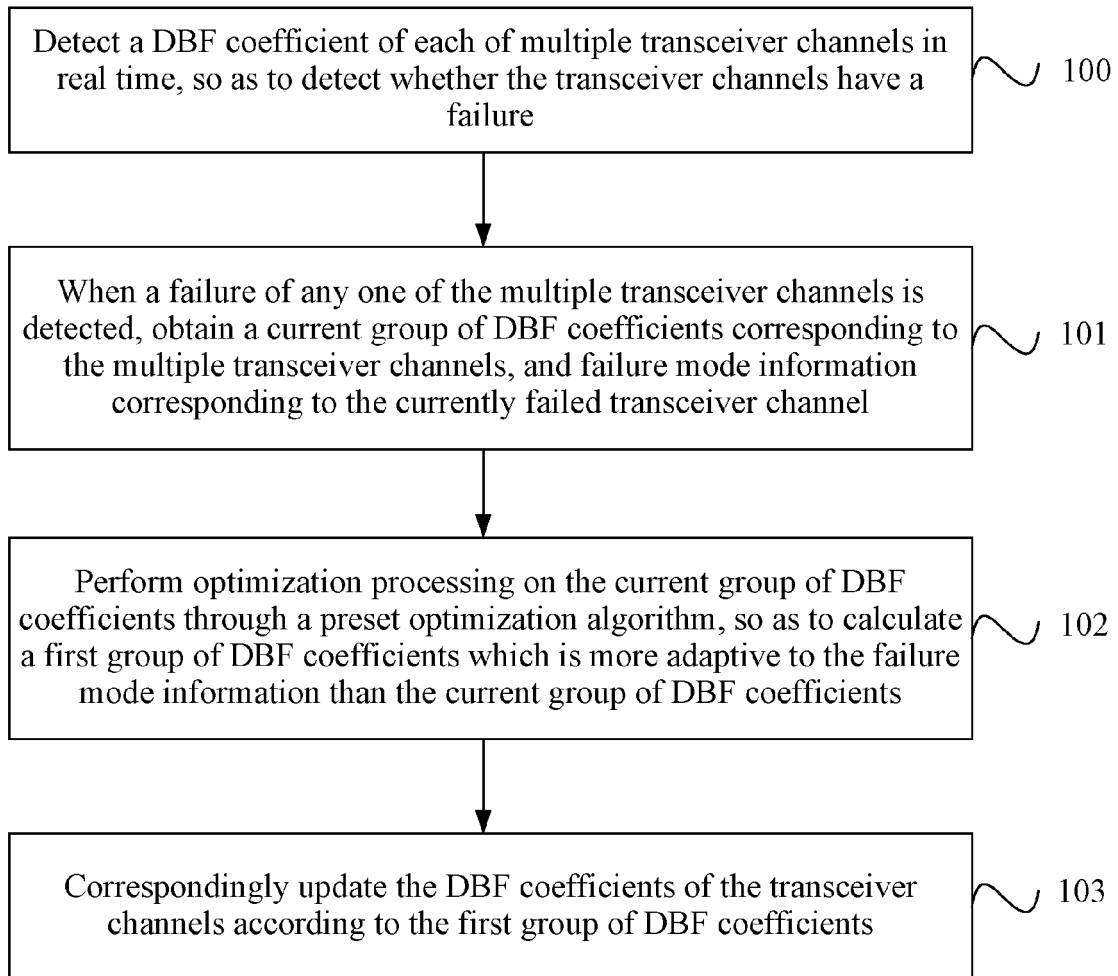 Detect a DBF coefficient of each of multiple transceiver channels in
real time, so as to detect whether the transceiver channels have a
failure
100
When a failure of any one of the multiple transceiver channels is
detected, obtain a current group of DBF coefficients corresponding to
the multiple transceiver channels, and failure mode information
corresponding to the currently failed transceiver channel
101
Perform optimization processing on the current group of DBF
coefficients through a preset optimization algorithm, so as to calculate
a first group of DBF coefficients which is more adaptive to the failure
mode information than the current group of DBF coefficients
102
Correspondingly update the DBF coefficients of the transceiver
channels according to the first group of DBF coefficients
103